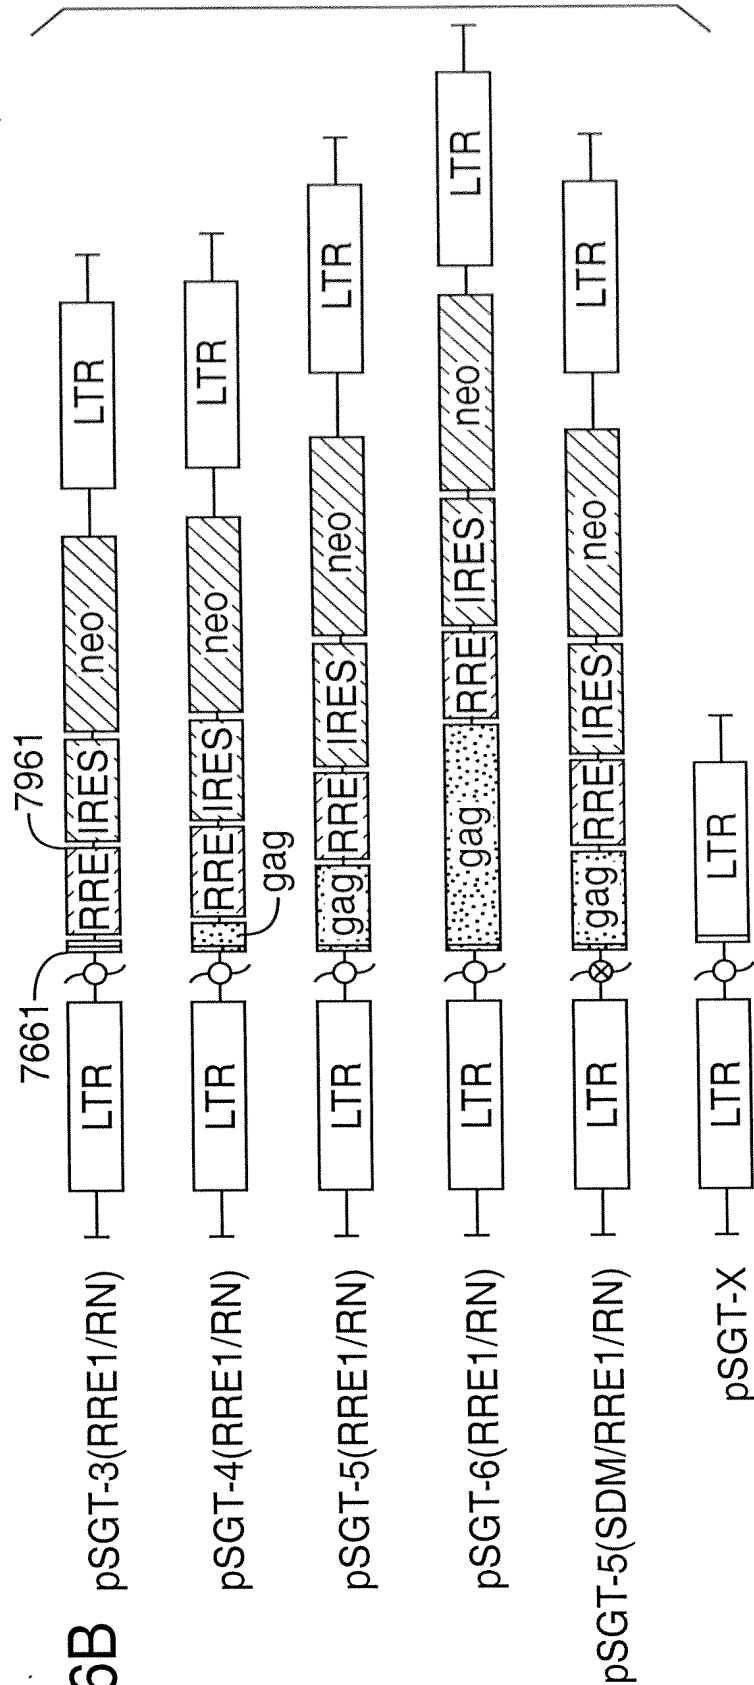 6B
7661
7961
pSGT-3(RRE1/RN) LTR RRE IRES neo LTR
pSGT-4(RRE1/RN) LTR RRE IRES neo LTR
gag
pSGT-5(RRE1/RN) LTR gag RRE IRES neo LTR
pSGT-6(RRE1/RN) LTR gag RRE IRES neo LTR
pSGT-5(SDM/RRE1/RN) LTR gag RRE IRES neo LTR
pSGT-X LTR LTR